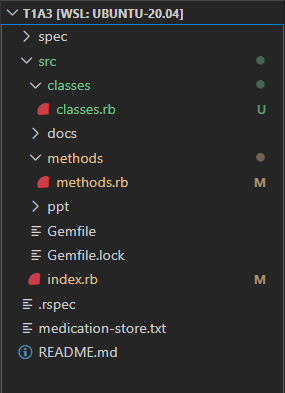 T1A3 [WSL: UBUNTU-20.04]
spec
src
classes
classes.rb U
docs
methods
methods.rb M
ppt
Gemfile
Gemfile.lock
index.rb M
.rspec
medication-store.txt
README.md